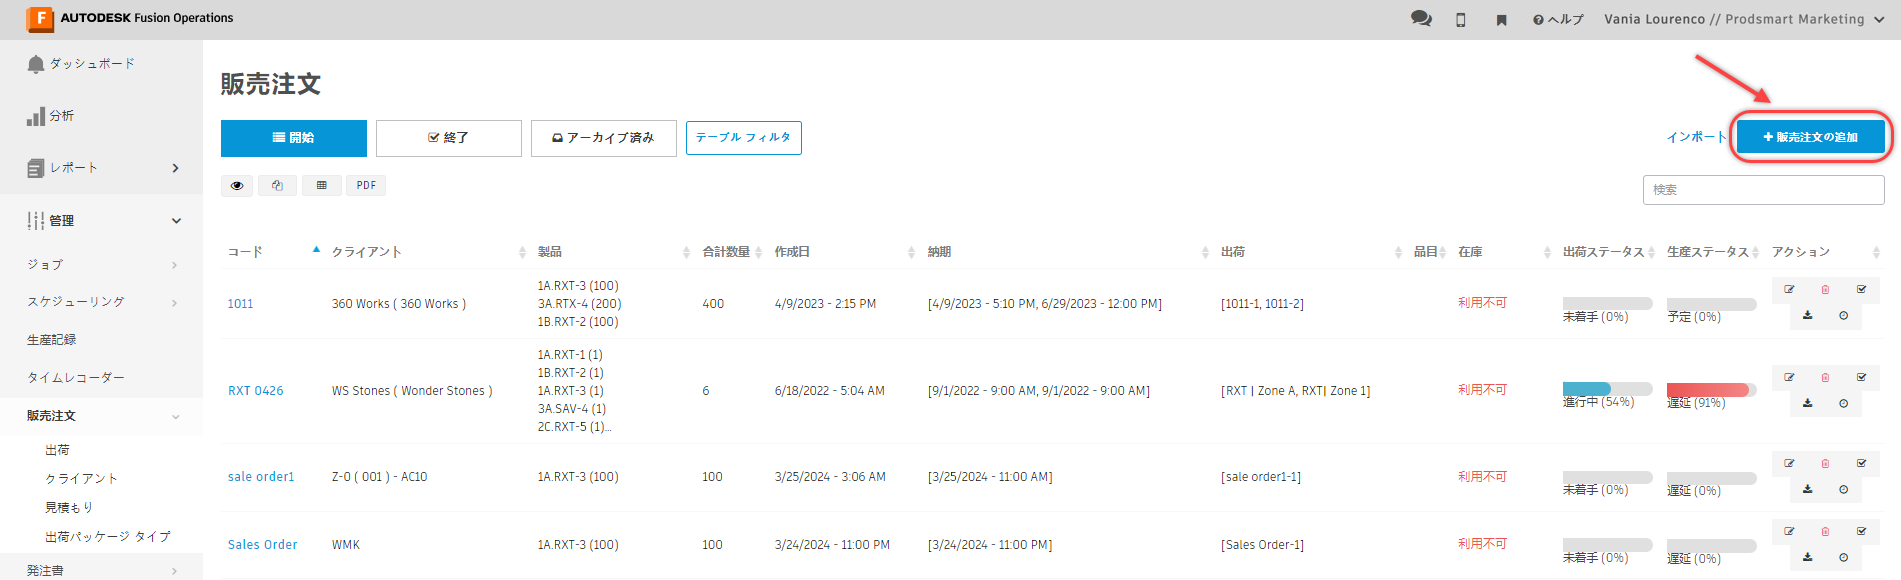 F AUTODESK Fusion Operations
ヘルプ
Vania Lourenco // Prodsmart Marketing
ダッシュボード
分析
レポート
管理
ジョブ
スケジューリング
生産記録
タイムレコーダー
販売注文
出荷
クライアント
見積もり
出荷パッケージ タイプ
発注書
販売注文
開始
終了
アーカイブ済み
テーブル フィルタ
インポート
+ 販売注文の追加
PDF
検索
コード クライアント 製品 合計数量 作成日 納期 出荷 品目 在庫 出荷ステータス 生産ステータス アクション
1011 360 Works ( 360 Works )
1A.RXT-3 (100)
3A.RTX-4 (200)
1B.RXT-2 (100)
400 4/9/2023 - 2:15 PM [4/9/2023 - 5:10 PM, 6/29/2023 - 12:00 PM] [1011-1, 1011-2] 利用不可
未着手 (0%) 予定 (0%)
RXT 0426 WS Stones ( Wonder Stones )
1A.RXT-1 (1)
1B.RXT-2 (1)
1A.RXT-3 (1)
3A.SAV-4 (1)
2C.RXT-5 (1)...
6 6/18/2022 - 5:04 AM [9/1/2022 - 9:00 AM, 9/1/2022 - 9:00 AM] [RXT | Zone A, RXT| Zone 1] 利用不可
進行中 (54%) 遅延 (91%)
sale order1 Z-0 ( 001 ) - AC10 1A.RXT-3 (100) 100 3/25/2024 - 3:06 AM [3/25/2024 - 11:00 AM] [sale order1-1] 利用不可
未着手 (0%) 遅延 (0%)
Sales Order WMK 1A.RXT-3 (100) 100 3/24/2024 - 11:00 PM [3/24/2024 - 11:00 PM] [Sales Order-1] 利用不可
未着手 (0%) 遅延 (0%)